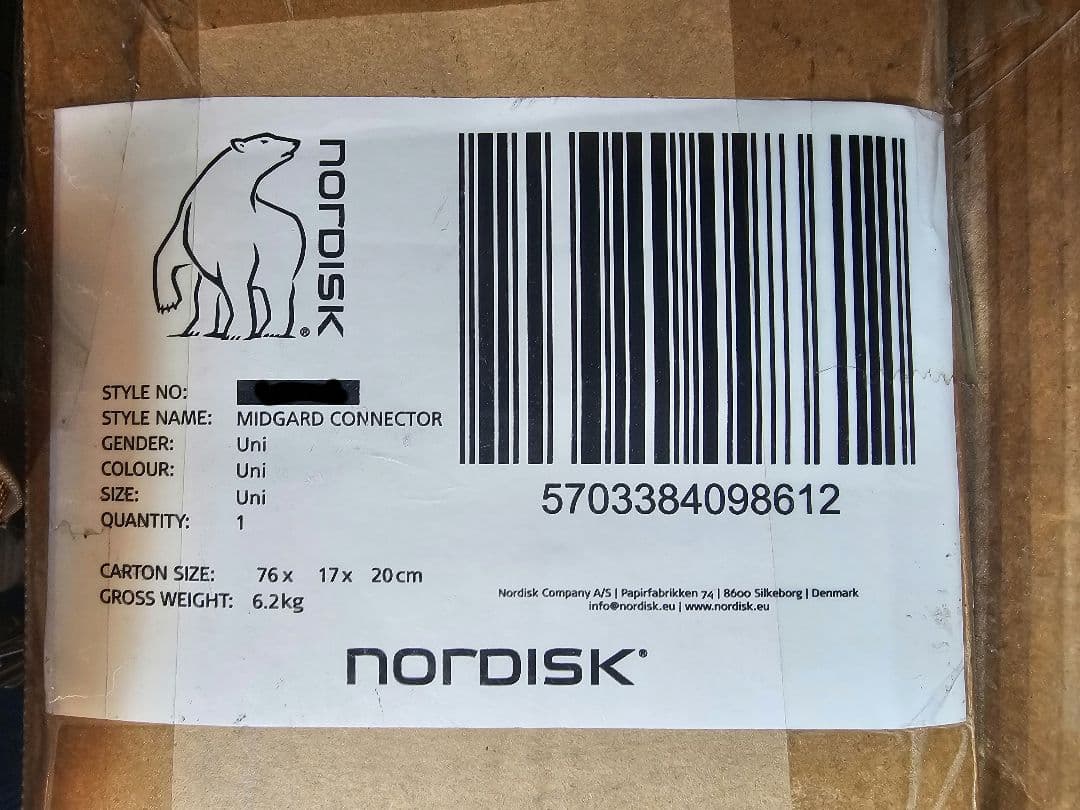 NORDISK®
STYLE NO:
STYLE NAME: MIDGARD CONNECTOR
GENDER: Uni
COLOUR: Uni
SIZE: Uni
QUANTITY: 1
CARTON SIZE: 76 x 17 x 20 cm
GROSS WEIGHT: 6.2kg
5703384098612
Nordisk Company A/S | Papirfabrikken 74 | 8600 Silkeborg | Denmark
info@nordisk.eu | www.nordisk.eu
NORDISK®